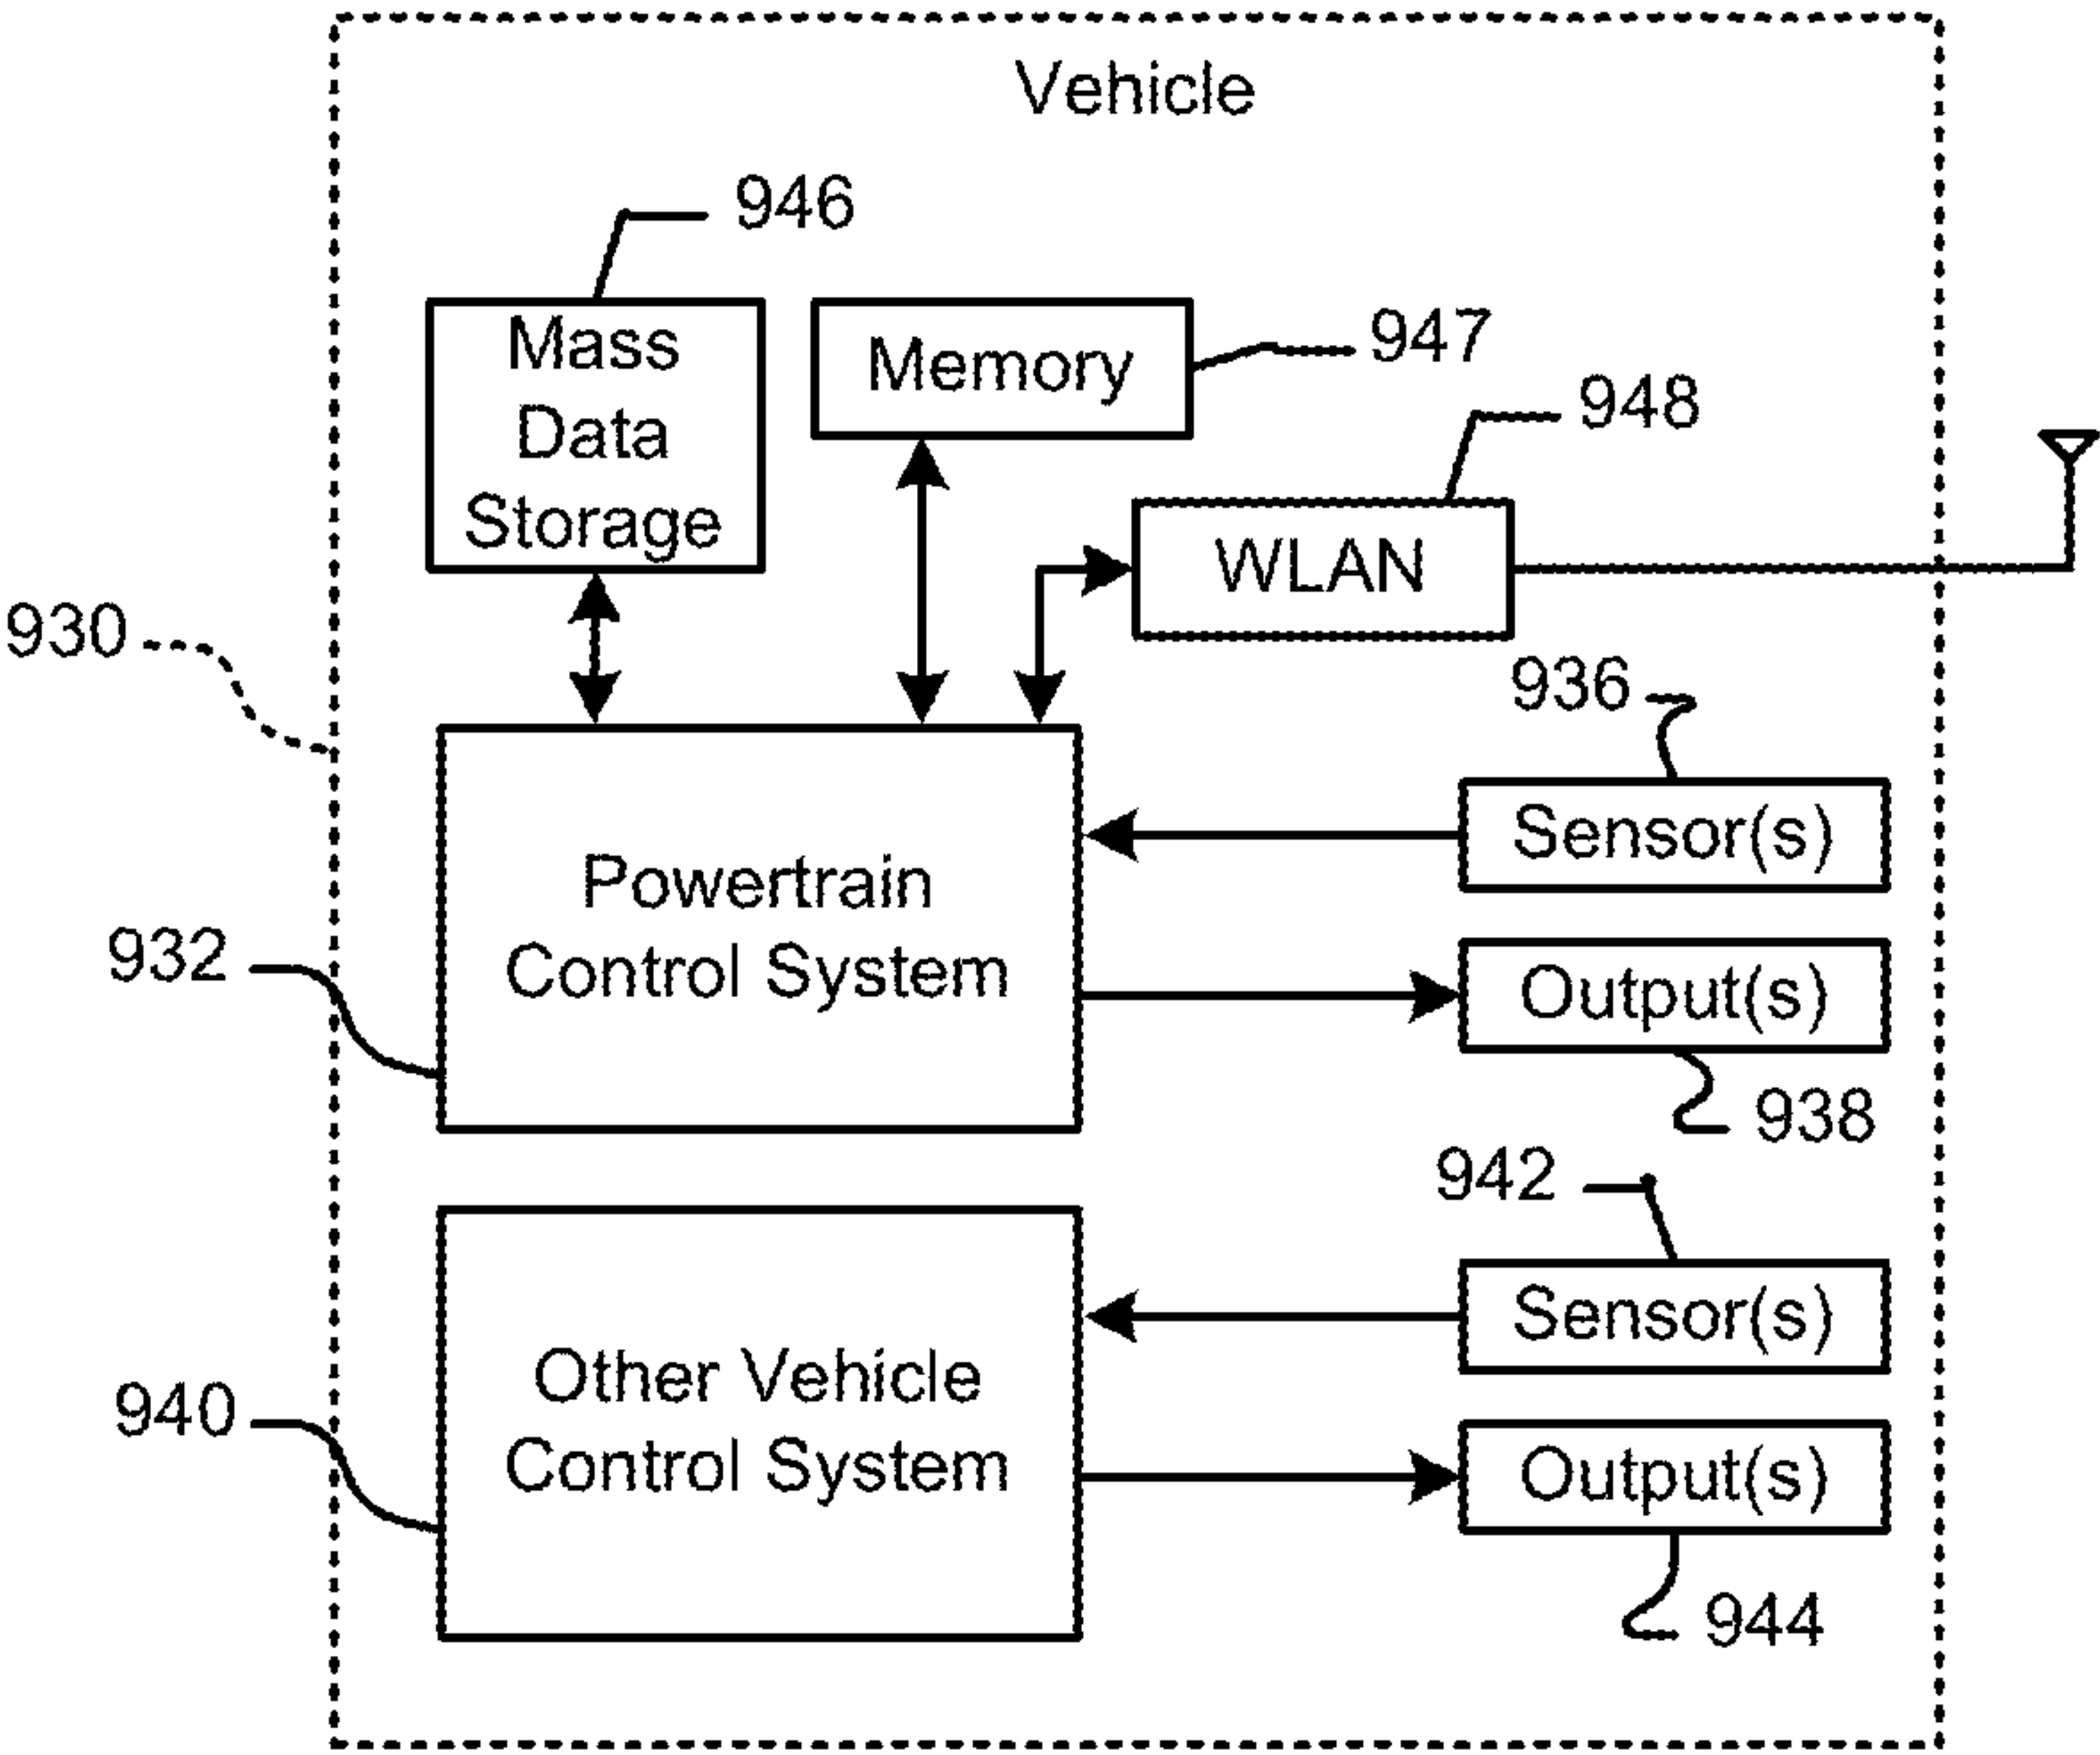 Vehicle
946
Mass
Data
Storage
Memory
947
948
WLAN
930
936
Sensor(s)
Powertrain
Control System
932
Output(s)
938
942
Sensor(s)
Other Vehicle
Control System
940
Output(s)
944